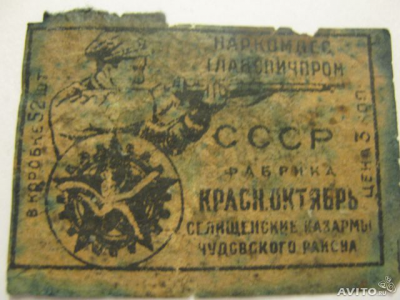 НАРКОМЛЕС
ГЛАВСПИЧПРОМ
В КОРОБКЕ 52 ШТ.
СССР
ЦЕНА 3 КОП.
ФАБРИКА
КРАСН.ОКТЯБРЬ
СЕЛИЩЕНСКИЕ КАЗАРМЫ
ЧУДОВСКОГО РАЙОНА
AVITO.ru